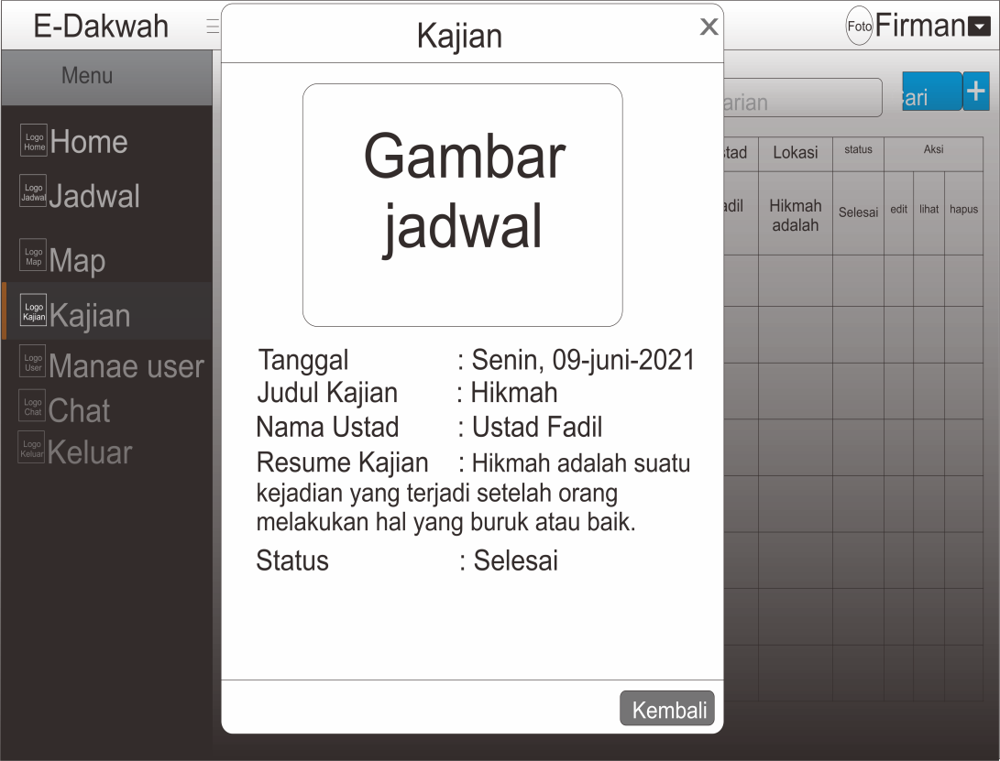 E-Dakwah
Foto Firman
Menu
Logo
Home
Home
Logo
Jadwal
Jadwal
Logo
Map
Map
Logo
Kajian
Kajian
Logo
User
Manae user
Logo
Chat
Chat
Logo
Keluar
Keluar
Kajian
X
Gambar
jadwal
Tanggal : Senin, 09-juni-2021
Judul Kajian : Hikmah
Nama Ustad : Ustad Fadil
Resume Kajian : Hikmah adalah suatu
kejadian yang terjadi setelah orang
melakukan hal yang buruk atau baik.
Status : Selesai
Kembali
arian
ari +
tad Lokasi status Aksi
adil Hikmah
adalah
Selesai edit lihat hapus